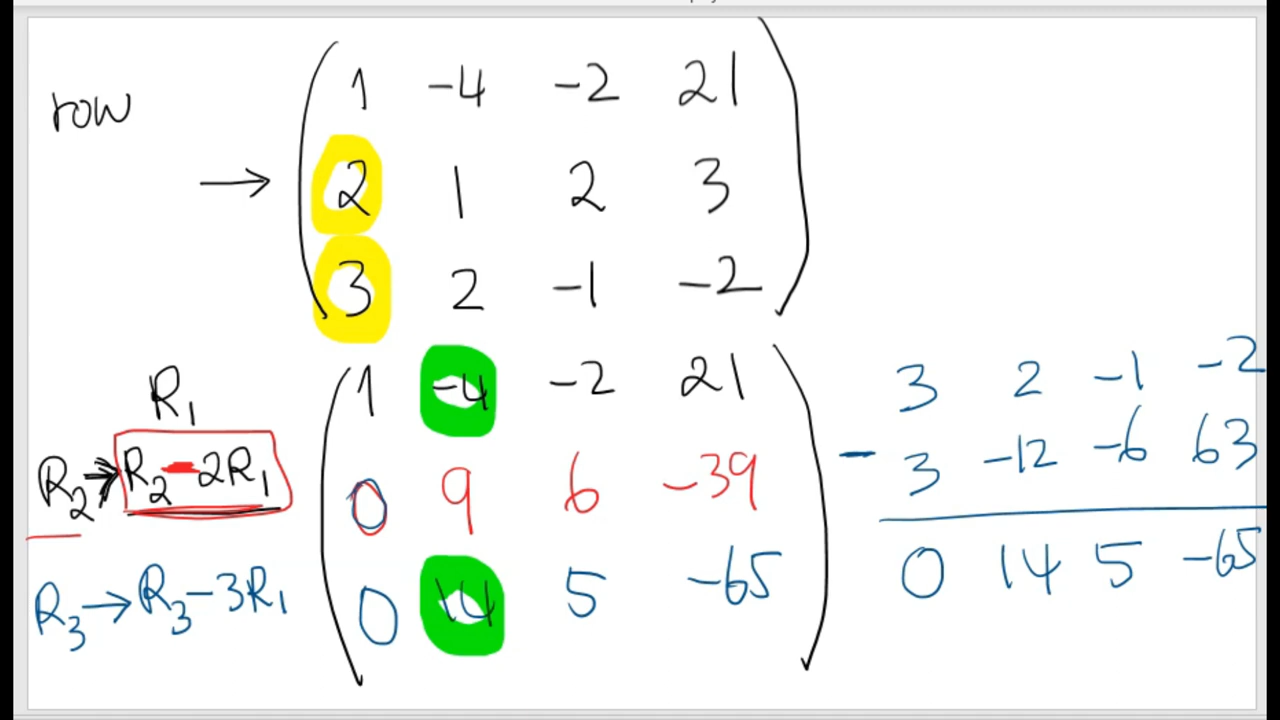 row
→
1 -4 -2 21
2 1 2 3
3 2 -1 -2
R₁ 1 -4 -2 21
R₂ → R₂ - 2R₁ 0 9 6 -39
R₃ → R₃ - 3R₁ 0 14 5 -65
3 2 -1 -2
- 3 -12 -6 63
0 14 5 -65